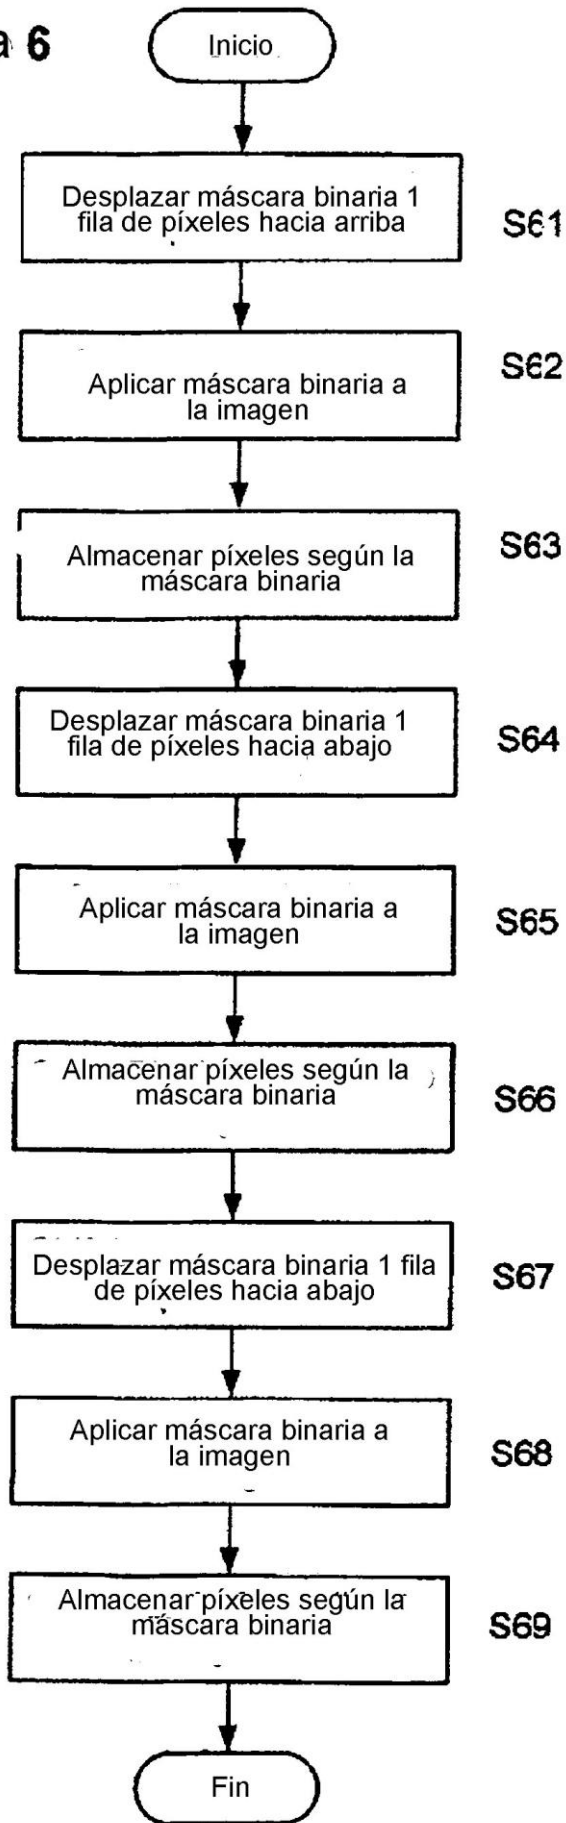 a 6
Inicio
Desplazar máscara binaria 1
fila de píxeles hacia arriba
S61
Aplicar máscara binaria a
la imagen
S62
Almacenar píxeles según la
máscara binaria
S63
Desplazar máscara binaria 1
fila de píxeles hacia abajo
S64
Aplicar máscara binaria a
la imagen
S65
Almacenar píxeles según la
máscara binaria
S66
Desplazar máscara binaria 1 fila
de píxeles hacia abajo
S67
Aplicar máscara binaria a
la imagen
S68
Almacenar píxeles según la
máscara binaria
S69
Fin